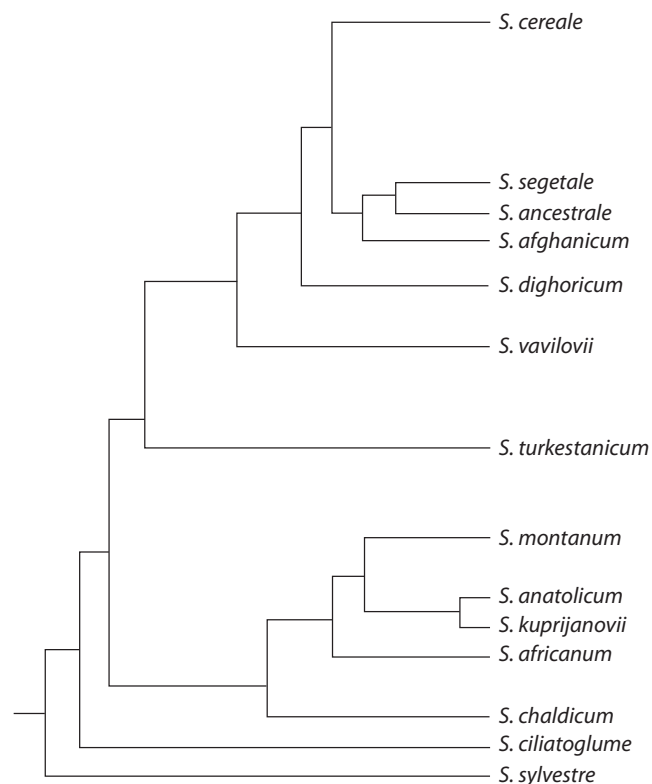 S. cereale
S. segetale
S. ancestrale
S. afghanicum
S. dighoricum
S. vavilovii
S. turkestanicum
S. montanum
S. anatolicum
S. kuprijanovii
S. africanum
S. chaldicum
S. ciliatoglume
S. sylvestre